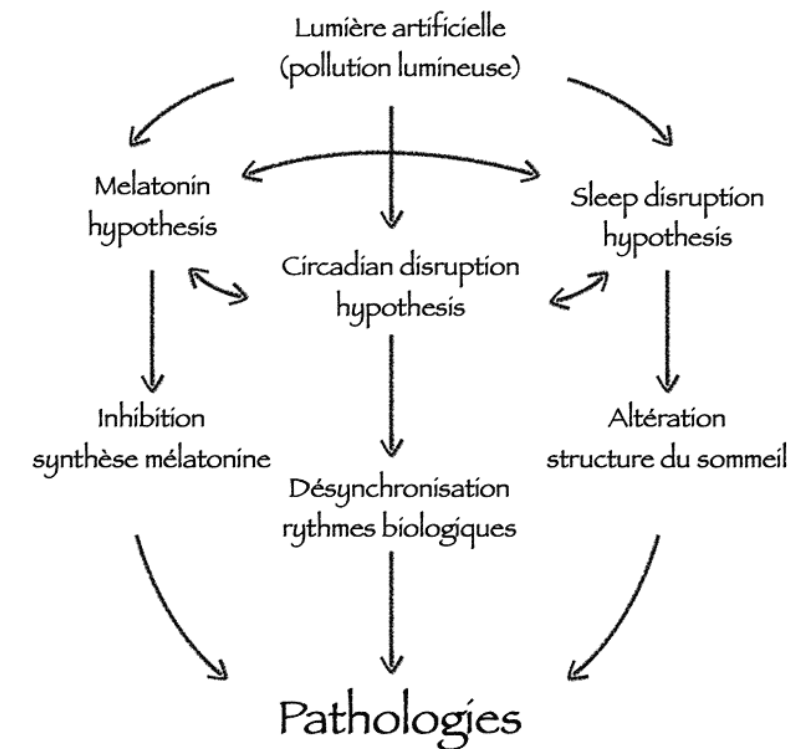 Lumière artificielle
(pollution lumineuse)
Melatonin
hypothesis
Sleep disruption
hypothesis
Circadian disruption
hypothesis
Inhibition
synthèse mélatonine
Altération
structure du sommeil
Désynchronisation
rythmes biologiques
Pathologies